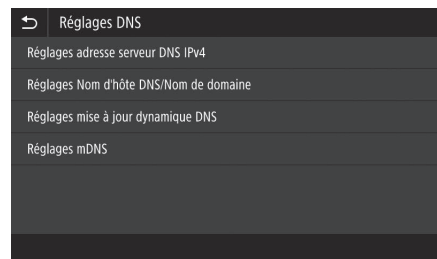 Réglages DNS
Réglages adresse serveur DNS IPv4
Réglages Nom d'hôte DNS/Nom de domaine
Réglages mise à jour dynamique DNS
Réglages mDNS